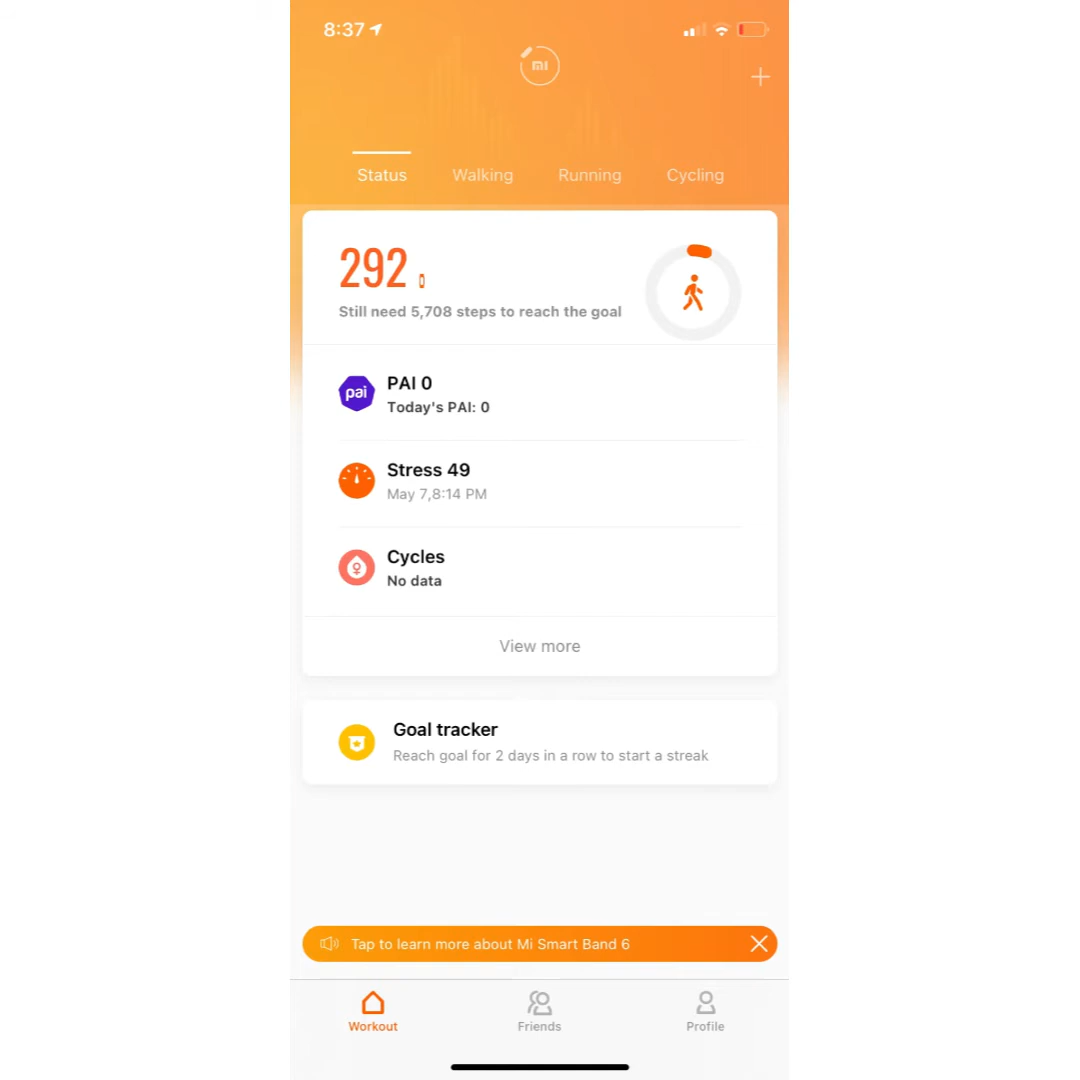 8:37
mi
Status
Walking
Running
Cycling
292
Still need 5,708 steps to reach the goal
pai
PAI 0
Today's PAI: 0
Stress 49
May 7,8:14 PM
Cycles
No data
View more
Goal tracker
Reach goal for 2 days in a row to start a streak
Tap to learn more about Mi Smart Band 6
Workout
Friends
Profile